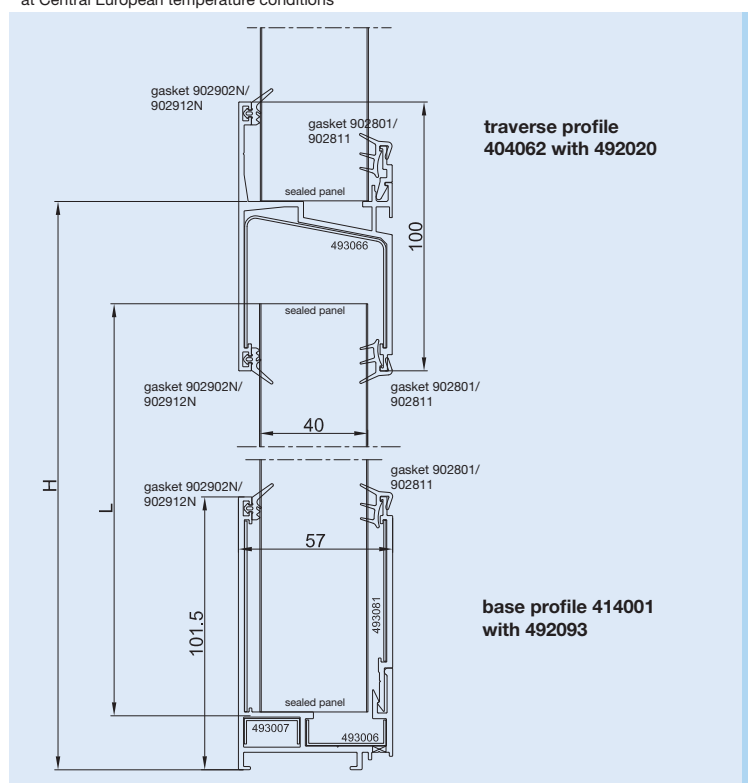 at Central European temperature conditions
gasket 902902N/
902912N
gasket 902801/
902811
traverse profile
404062 with 492020
sealed panel
100
493066
sealed panel
gasket 902902N/
902912N
gasket 902801/
902811
40
H
L
gasket 902902N/
902912N
gasket 902801/
902811
57
101.5
493081
base profile 414001
with 492093
sealed panel
493007
493006